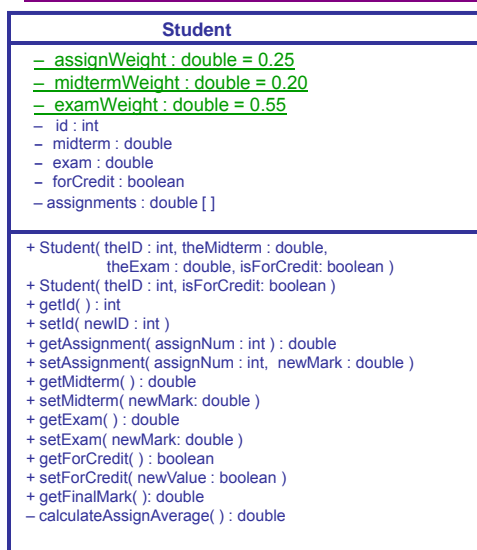 Student
– assignWeight : double = 0.25
– midtermWeight : double = 0.20
– examWeight : double = 0.55
– id : int
– midterm : double
– exam : double
– forCredit : boolean
– assignments : double [ ]
+ Student( theID : int, theMidterm : double,
theExam : double, isForCredit: boolean )
+ Student( theID : int, isForCredit: boolean )
+ getId( ) : int
+ setId( newID : int )
+ getAssignment( assignNum : int ) : double
+ setAssignment( assignNum : int, newMark : double )
+ getMidterm( ) : double
+ setMidterm( newMark: double )
+ getExam( ) : double
+ setExam( newMark: double )
+ getForCredit( ) : boolean
+ setForCredit( newValue : boolean )
+ getFinalMark( ): double
– calculateAssignAverage( ) : double